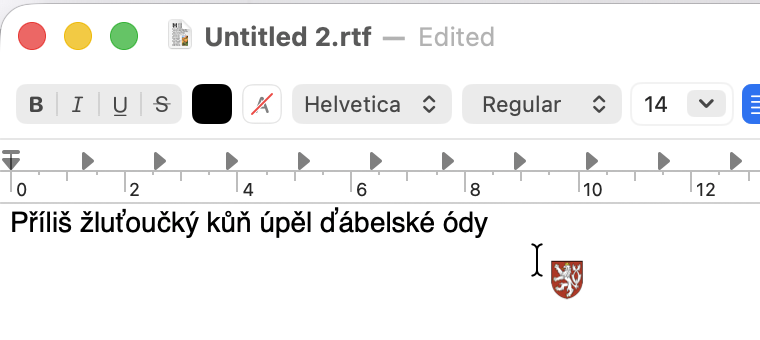 Untitled 2.rtf — Edited
B I U S Helvetica Regular 14
0 2 4 6 8 10 12
Příliš žluťoučký kůň úpěl ďábelské ódy